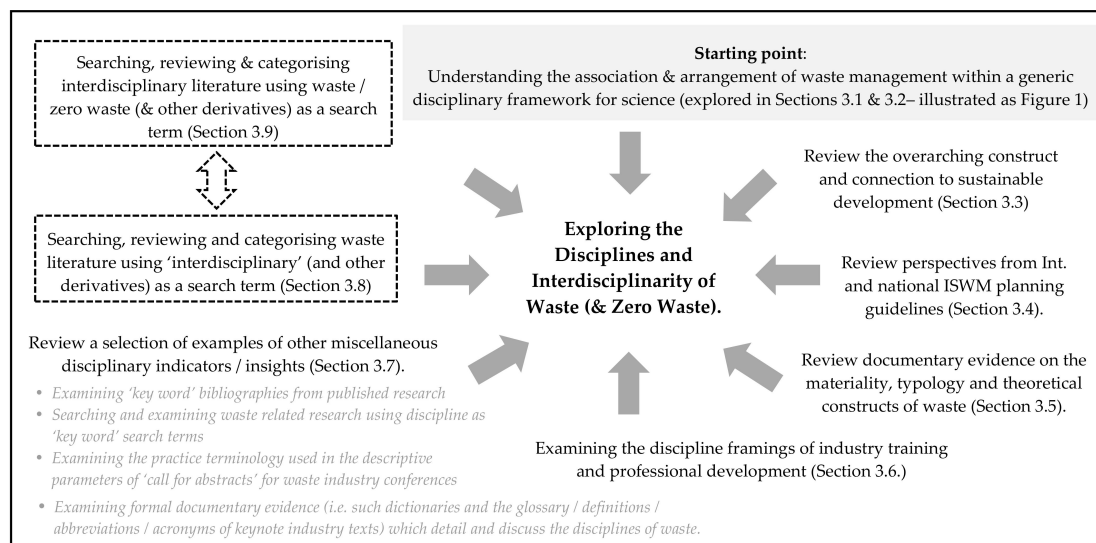 Starting point:
Understanding the association & arrangement of waste management within a generic
disciplinary framework for science (explored in Sections 3.1 & 3.2– illustrated as Figure 1)
Review the overarching construct
and connection to sustainable
development (Section 3.3)
Review perspectives from Int.
and national ISWM planning
guidelines (Section 3.4).
Review documentary evidence on the
materiality, typology and theoretical
constructs of waste (Section 3.5).
Examining the discipline framings of industry training
and professional development (Section 3.6.)
Review a selection of examples of other miscellaneous
disciplinary indicators / insights (Section 3.7).
• Examining ‘key word’ bibliographies from published research
• Searching and examining waste related research using discipline as
‘key word’ search terms
• Examining the practice terminology used in the descriptive
parameters of ‘call for abstracts’ for waste industry conferences
• Examining formal documentary evidence (i.e. such dictionaries and the glossary / definitions /
abbreviations / acronyms of keynote industry texts) which detail and discuss the disciplines of waste.
Searching, reviewing and categorising waste
literature using ‘interdisciplinary’ (and other
derivatives) as a search term (Section 3.8)
Searching, reviewing & categorising
interdisciplinary literature using waste /
zero waste (& other derivatives) as a search
term (Section 3.9)
Exploring the
Disciplines and
Interdisciplinarity of
Waste (& Zero Waste).